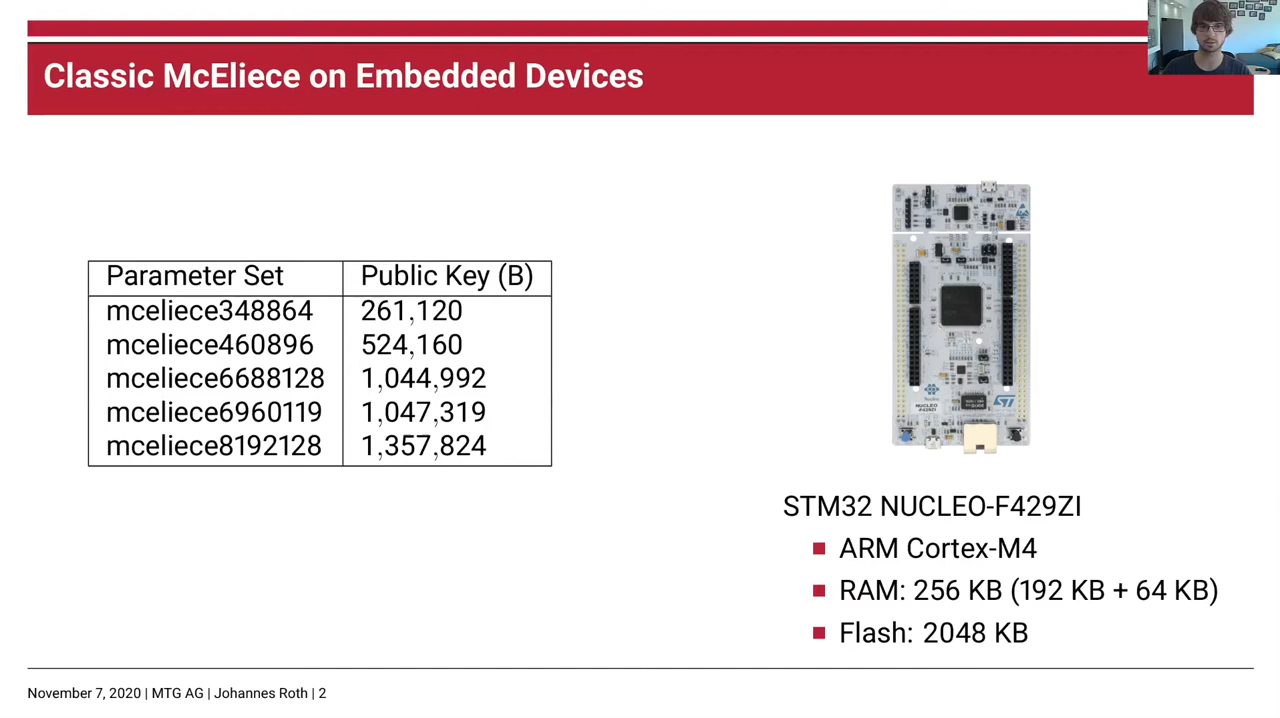 Classic McEliece on Embedded Devices
Parameter Set Public Key (B)
mceliece348864 261,120
mceliece460896 524,160
mceliece6688128 1,044,992
mceliece6960119 1,047,319
mceliece8192128 1,357,824
NUCLEO
STM32 NUCLEO-F429ZI
ARM Cortex-M4
RAM: 256 KB (192 KB + 64 KB)
Flash: 2048 KB
November 7, 2020 | MTG AG | Johannes Roth | 2